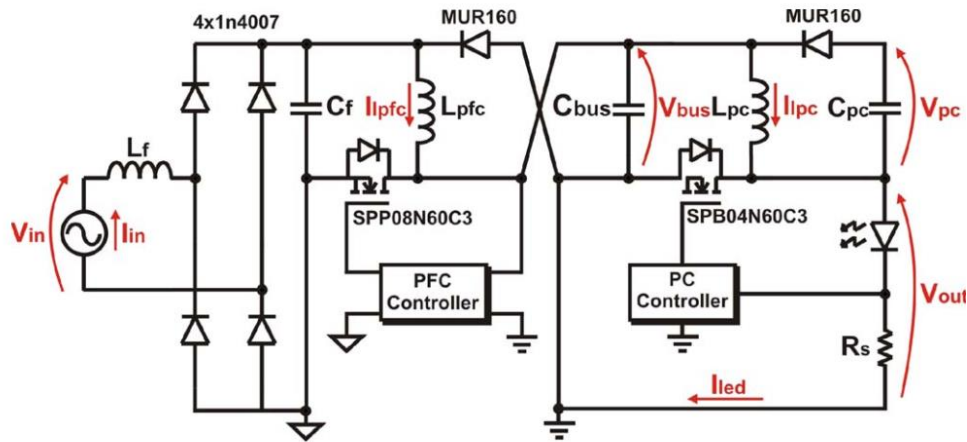 4x1n4007
MUR160
MUR160
Cf
Ilpfc
Lpfc
Cbus
Vbus
Lpc
Ilpc
Cpc
Vpc
Lf
Vin
Iin
SPP08N60C3
SPB04N60C3
PFC
Controller
PC
Controller
Vout
Rs
Iled